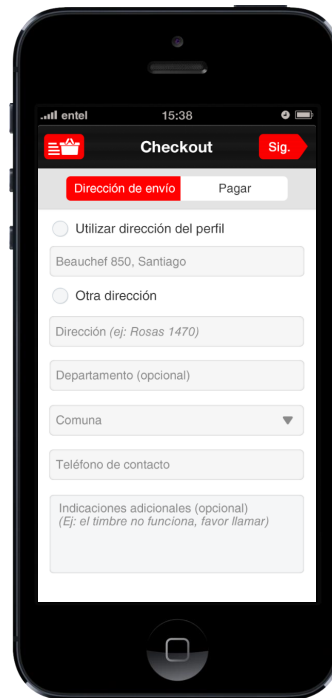 entel 15:38
Checkout Sig.
Dirección de envío Pagar
Utilizar dirección del perfil
Beauchef 850, Santiago
Otra dirección
Dirección (ej: Rosas 1470)
Departamento (opcional)
Comuna
Teléfono de contacto
Indicaciones adicionales (opcional)
(Ej: el timbre no funciona, favor llamar)